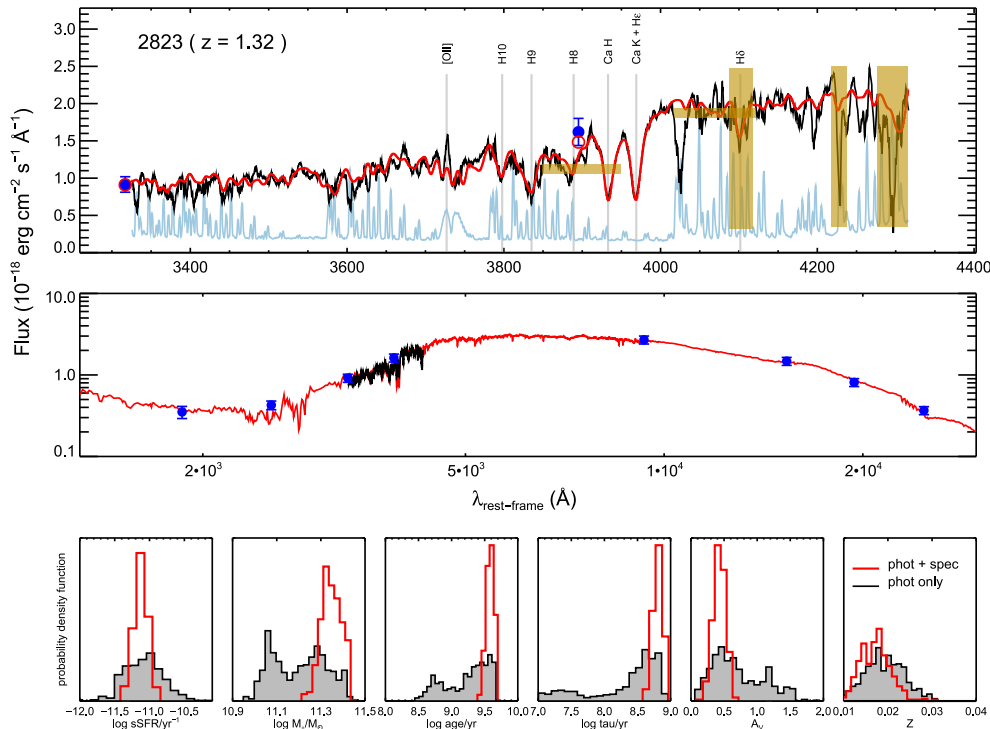 2823 ( z = 1.32 )
[OII]
H10
H9
H8
Ca H
Ca K + Hε
Hδ
3.0
2.5
2.0
1.5
1.0
0.5
0.0
3400 3600 3800 4000 4200 4400
Flux (10⁻¹⁸ erg cm⁻² s⁻¹ Å⁻¹)
10.0
1.0
0.1
2•10³ 5•10³ 1•10⁴ 2•10⁴
λrest−frame (Å)
probability density function
phot + spec
phot only
−12.0 −11.5 −11.0 −10.5
log sSFR/yr⁻¹
10.9 11.1 11.3 11.5
log M*/M⊙
8.0 8.5 9.0 9.5 10.0
log age/yr
7.0 7.5 8.0 8.5 9.0
log tau/yr
0.0 0.5 1.0 1.5 2.0
AV
0.01 0.02 0.03 0.04
Z